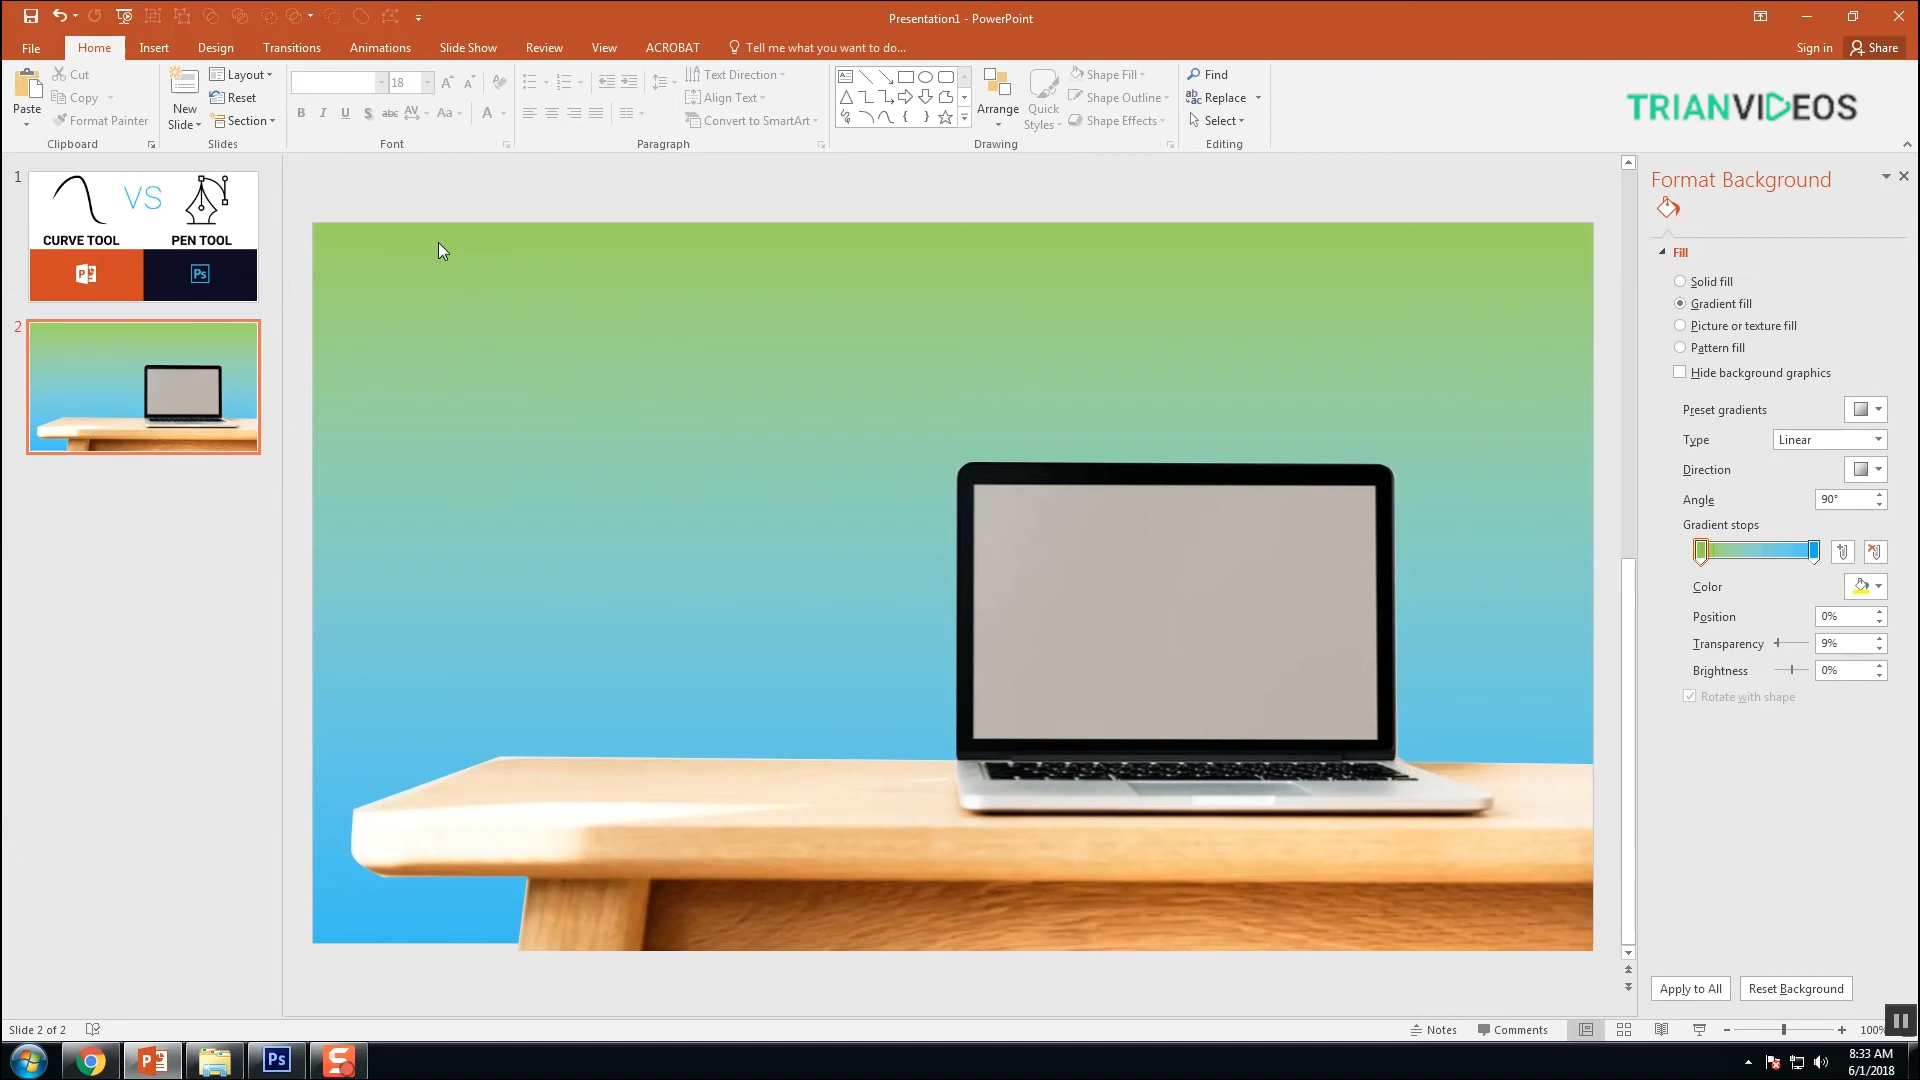 Presentation1 - PowerPoint
File Home Insert Design Transitions Animations Slide Show Review View ACROBAT Tell me what you want to do... Sign in Share
Paste
Cut
Copy
Format Painter
Clipboard
New Slide
Layout
Reset
Section
Slides
18
B I U S abc AV Aa A
Font
Text Direction
Align Text
Convert to SmartArt
Paragraph
Arrange
Quick Styles
Shape Fill
Shape Outline
Shape Effects
Drawing
Find
Replace
Select
Editing
TRIANVIDEOS
1
VS
CURVE TOOL PEN TOOL
P Ps
2
Format Background
Fill
Solid fill
Gradient fill
Picture or texture fill
Pattern fill
Hide background graphics
Preset gradients
Type Linear
Direction
Angle 90°
Gradient stops
Color
Position 0%
Transparency 9%
Brightness 0%
Rotate with shape
Apply to All Reset Background
Slide 2 of 2 Notes Comments 100%
Ps
8:33 AM
6/1/2018